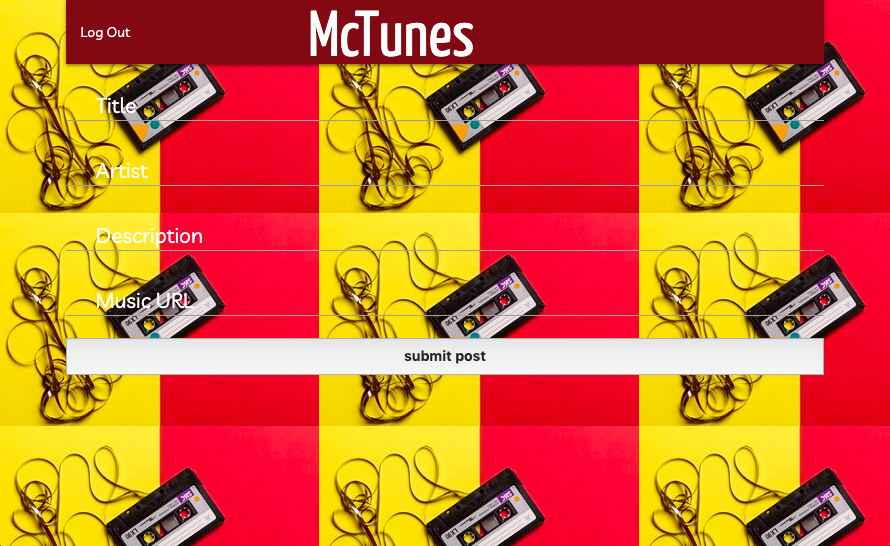 Log Out
McTunes
Title
Artist
Description
Music URL
submit post